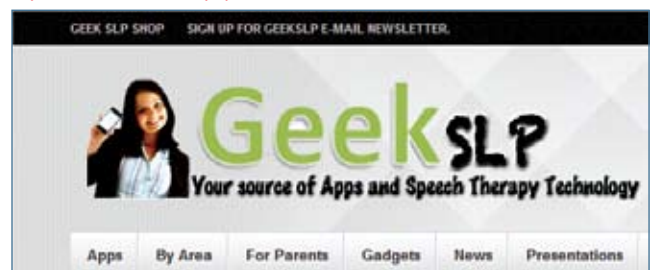 GEEK SLP SHOP SIGN UP FOR GEEKSLP E-MAIL NEWSLETTER.
GeekSLP
Your source of Apps and Speech Therapy Technology
Apps By Area For Parents Gadgets News Presentations